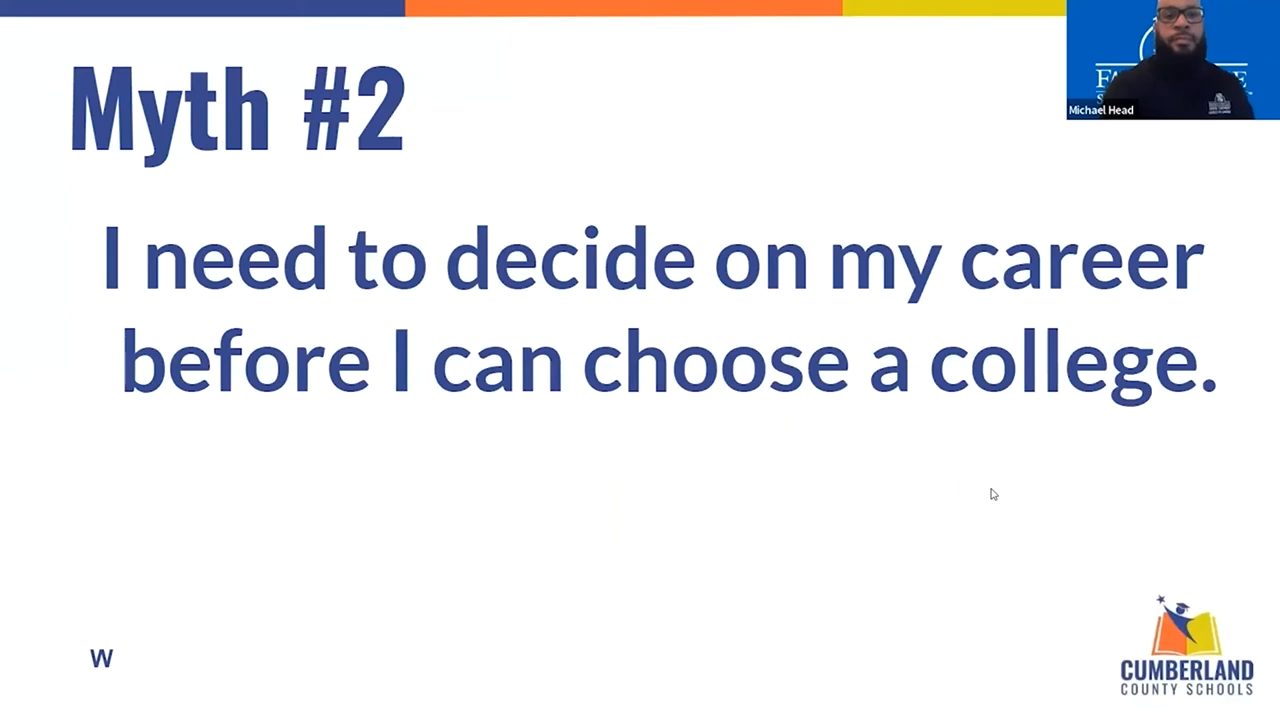 Myth #2
I need to decide on my career
before I can choose a college.
Michael Head
W
CUMBERLAND
COUNTY SCHOOLS